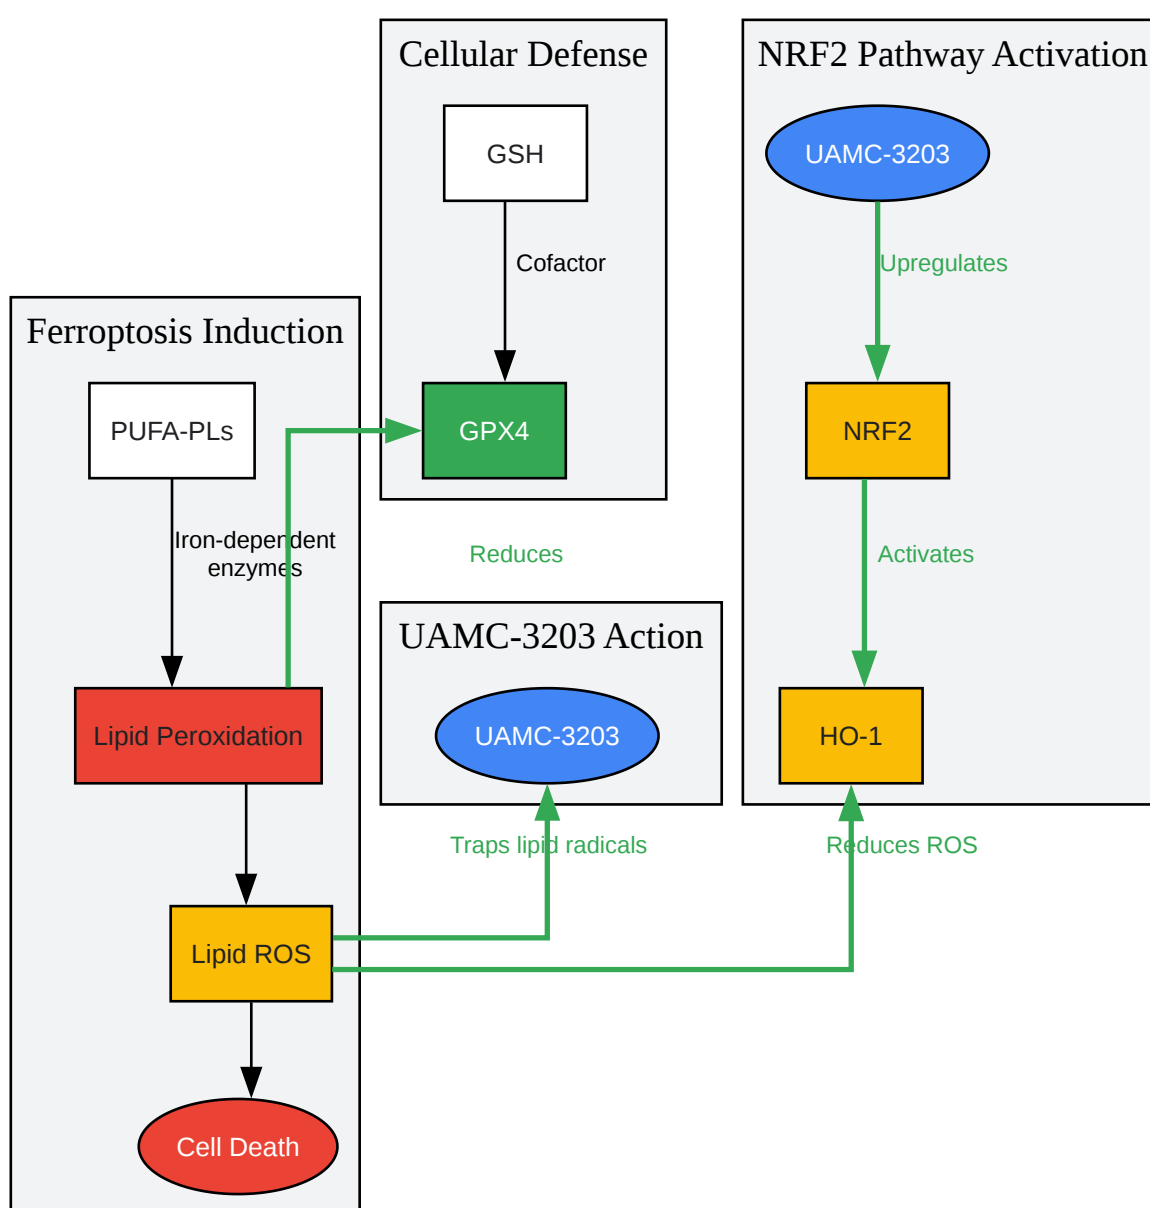 Cellular Defense
GSH
Cofactor
GPX4
NRF2 Pathway Activation
UAMC-3203
Upregulates
NRF2
Activates
HO-1
Reduces ROS
Ferroptosis Induction
PUFA-PLs
Iron-dependent
enzymes
Reduces
Lipid Peroxidation
UAMC-3203 Action
UAMC-3203
Traps lipid radicals
Lipid ROS
Cell Death